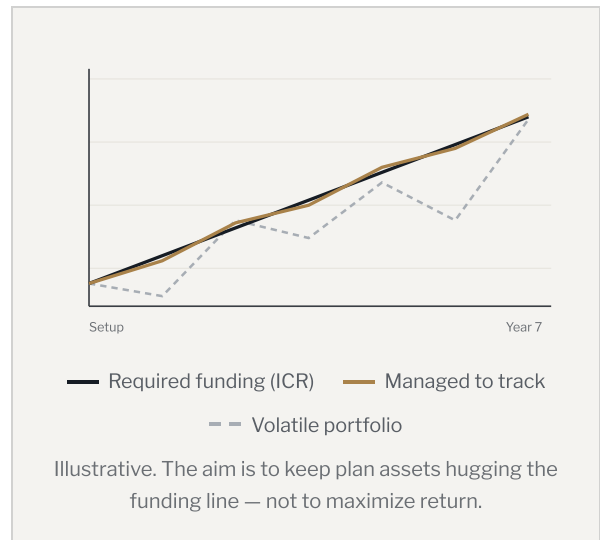 Setup
Year 7
Required funding (ICR)
Managed to track
Volatile portfolio
Illustrative. The aim is to keep plan assets hugging the
funding line — not to maximize return.